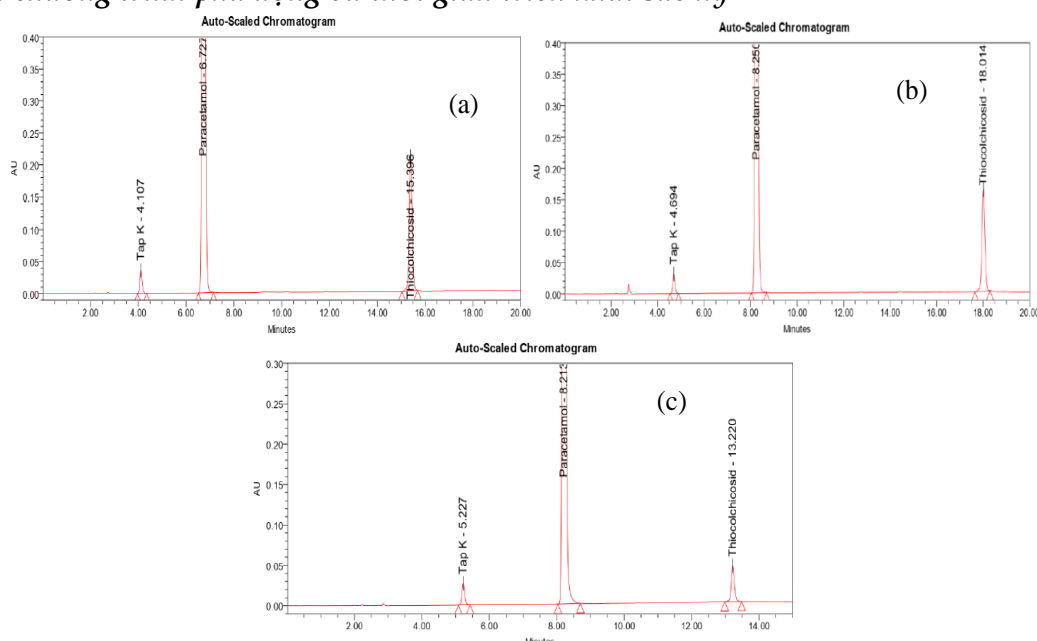 Auto-Scaled Chromatogram
(a)
AU
0.40
0.35
0.30
0.25
0.20
0.15
0.10
0.05
0.00
Tap K - 4.107
Paracetamol - 6.727
Thiocolchicosid - 15.396
2.00 4.00 6.00 8.00 10.00 12.00 14.00 16.00 18.00 20.00
Minutes
Auto-Scaled Chromatogram
(b)
AU
0.40
0.35
0.30
0.25
0.20
0.15
0.10
0.05
0.00
Tap K - 4.694
Paracetamol - 8.250
Thiocolchicosid - 18.014
2.00 4.00 6.00 8.00 10.00 12.00 14.00 16.00 18.00 20.00
Minutes
Auto-Scaled Chromatogram
(c)
AU
0.30
0.25
0.20
0.15
0.10
0.05
0.00
Tap K - 5.227
Paracetamol - 8.213
Thiocolchicosid - 13.220
2.00 4.00 6.00 8.00 10.00 12.00 14.00
Minutes